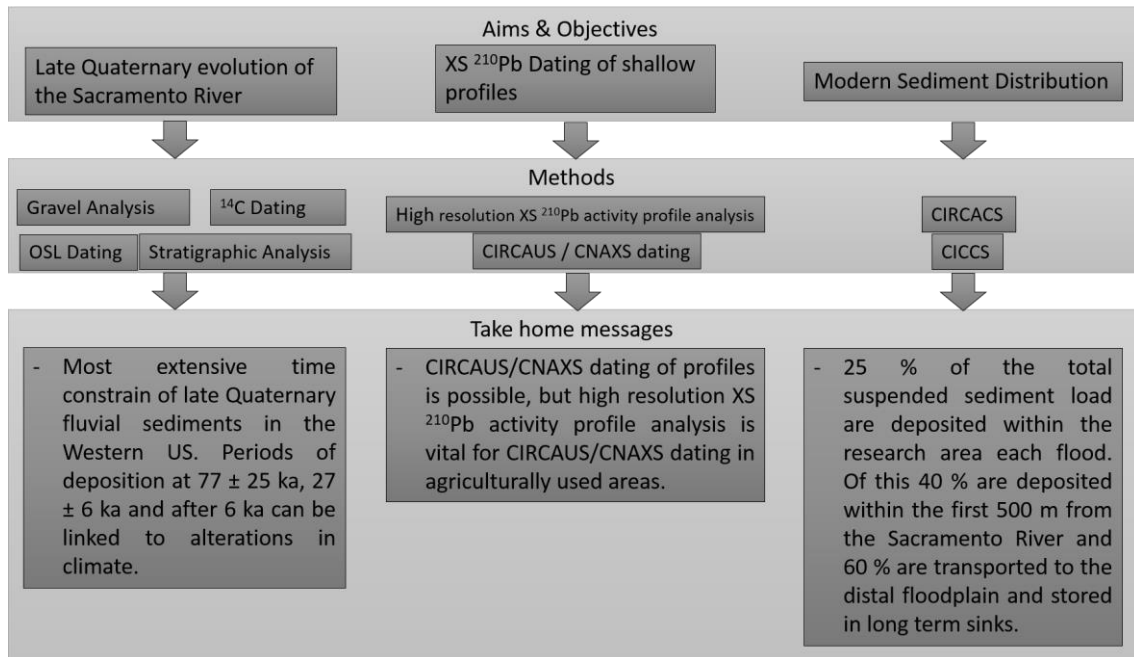 Aims & Objectives
Late Quaternary evolution of
the Sacramento River
XS ²¹⁰Pb Dating of shallow
profiles
Modern Sediment Distribution
Methods
Gravel Analysis
¹⁴C Dating
OSL Dating
Stratigraphic Analysis
High resolution XS ²¹⁰Pb activity profile analysis
CIRCAUS / CNAXS dating
CIRCACS
CICCS
Take home messages
- Most extensive time
constrain of late Quaternary
fluvial sediments in the
Western US. Periods of
deposition at 77 ± 25 ka, 27
± 6 ka and after 6 ka can be
linked to alterations in
climate.
- CIRCAUS/CNAXS dating of profiles
is possible, but high resolution XS
²¹⁰Pb activity profile analysis is
vital for CIRCAUS/CNAXS dating in
agriculturally used areas.
- 25 % of the total
suspended sediment load
are deposited within the
research area each flood.
Of this 40 % are deposited
within the first 500 m from
the Sacramento River and
60 % are transported to the
distal floodplain and stored
in long term sinks.